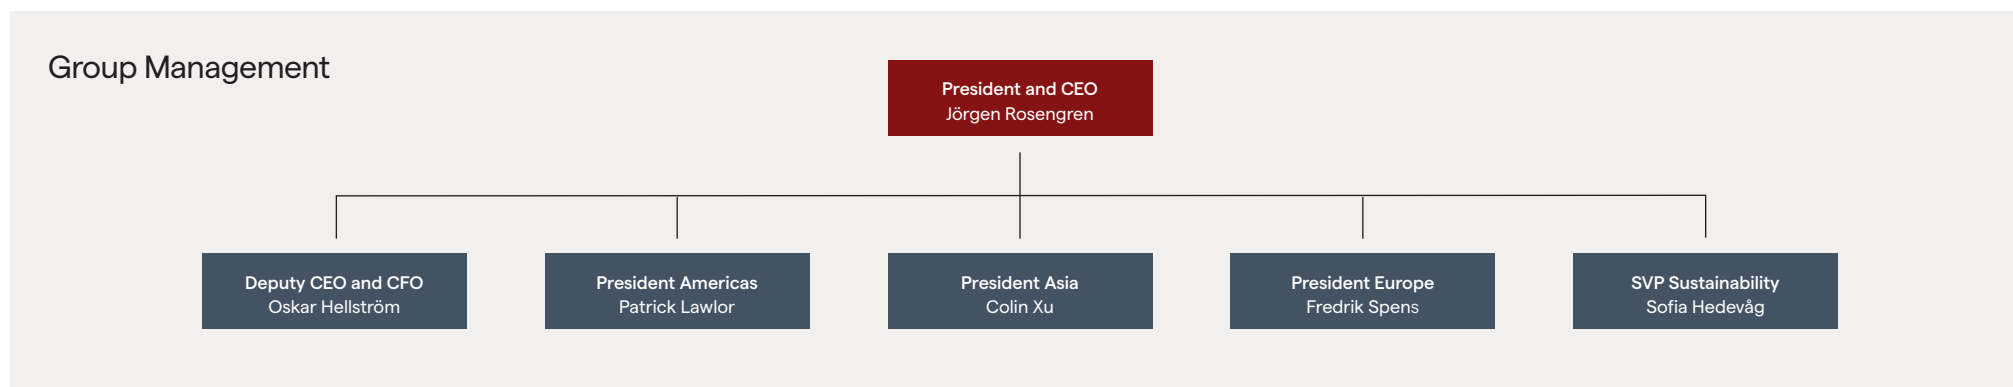 Group Management
President and CEO
Jörgen Rosengren
Deputy CEO and CFO
Oskar Hellström
President Americas
Patrick Lawlor
President Asia
Colin Xu
President Europe
Fredrik Spens
SVP Sustainability
Sofia Hedevåg